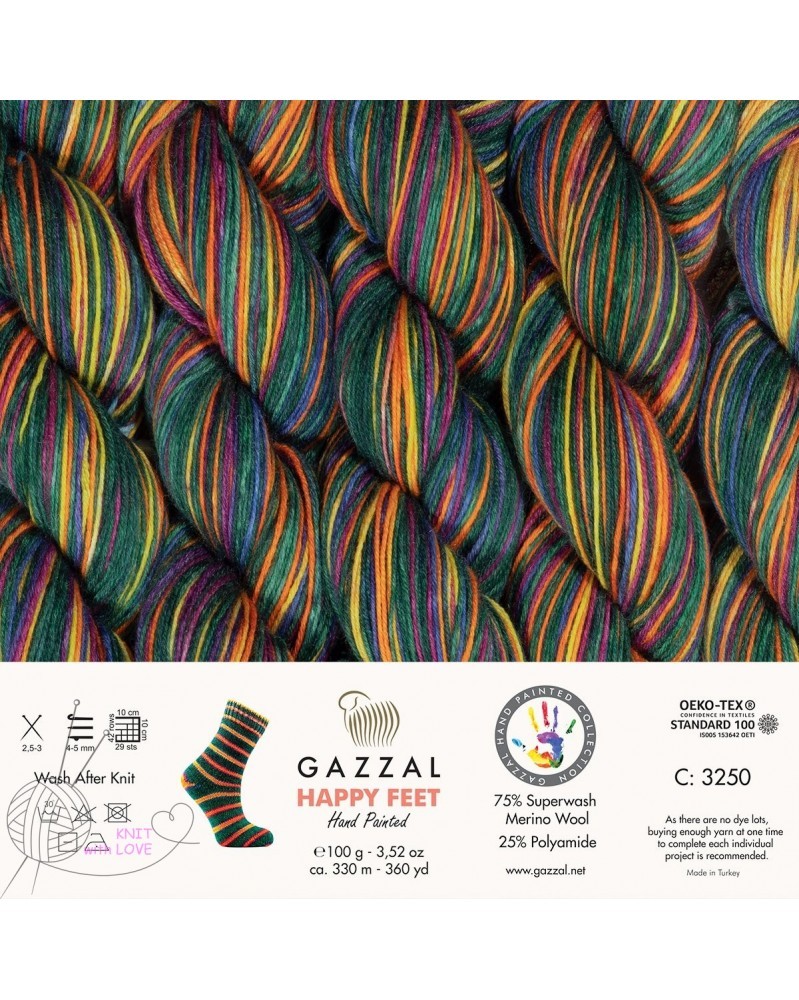 10 cm
10 cm
42 rows
29 sts
2,5-3
4-5 mm
Wash After Knit
30
KNIT
with LOVE
GAZZAL
HAPPY FEET
Hand Painted
℮100 g - 3,52 oz
ca. 330 m - 360 yd
GAZZAL HAND PAINTED COLLECTION
75% Superwash
Merino Wool
25% Polyamide
www.gazzal.net
OEKO-TEX®
CONFIDENCE IN TEXTILES
STANDARD 100
IS005 153642 OETI
C: 3250
As there are no dye lots,
buying enough yarn at one time
to complete each individual
project is recommended.
Made in Turkey